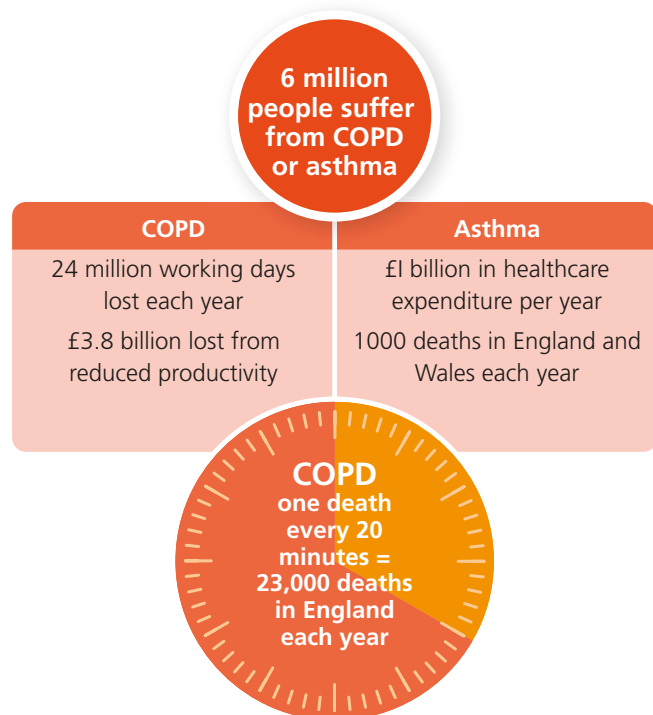 6 million
people suffer
from COPD
or asthma
COPD
24 million working days
lost each year
£3.8 billion lost from
reduced productivity
Asthma
£I billion in healthcare
expenditure per year
1000 deaths in England and
Wales each year
COPD
one death
every 20
minutes =
23,000 deaths
in England
each year